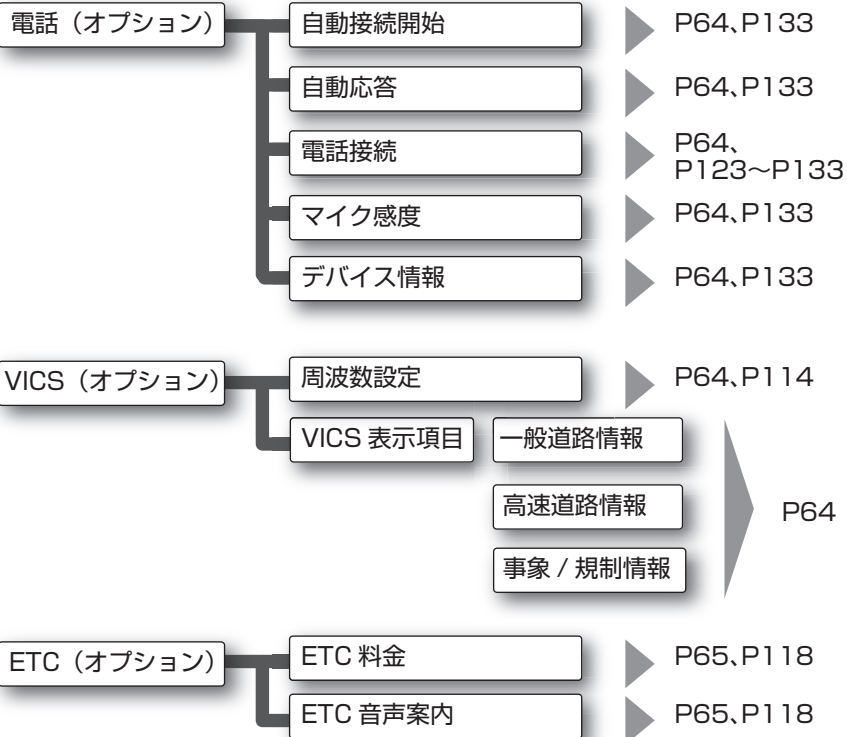 電話（オプション）
自動接続開始
P64、P133
自動応答
P64、P133
電話接続
P64、
P123～P133
マイク感度
P64、P133
デバイス情報
P64、P133
VICS（オプション）
周波数設定
P64、P114
VICS 表示項目
一般道路情報
高速道路情報
P64
事象 / 規制情報
ETC（オプション）
ETC 料金
P65、P118
ETC 音声案内
P65、P118